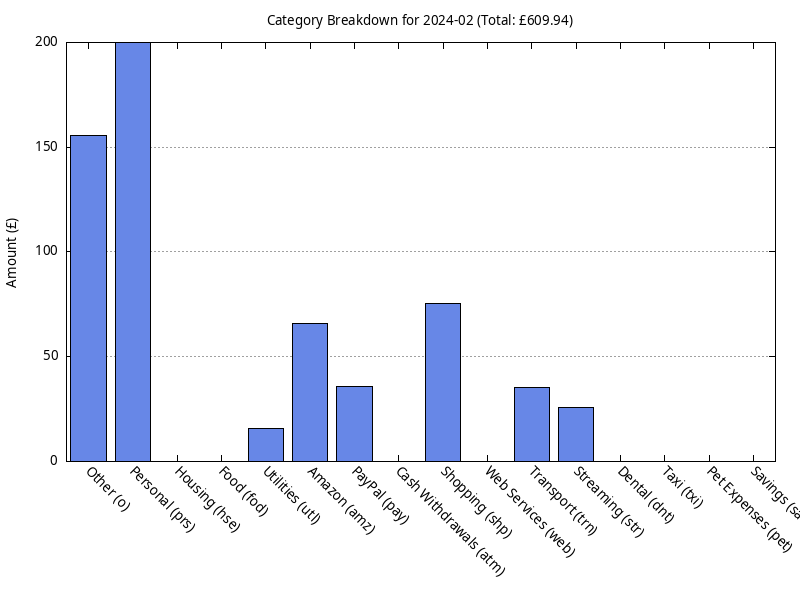 Category Breakdown for 2024-02 (Total: £609.94)
200
150
100
50
0
Amount (£)
Other (o)
Personal (prs)
Housing (hse)
Food (fod)
Utilities (utl)
Amazon (amz)
PayPal (pay)
Cash Withdrawals (atm)
Shopping (shp)
Web Services (web)
Transport (trn)
Streaming (str)
Dental (dnt)
Taxi (txi)
Pet Expenses (pet)
Savings (sa